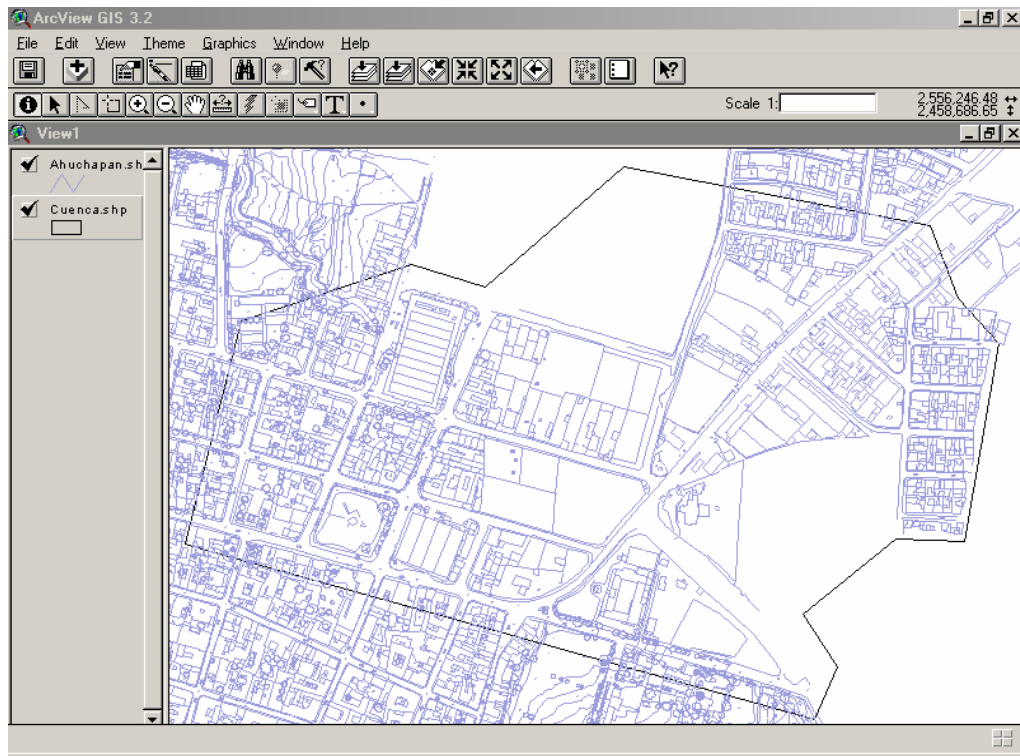 ArcView GIS 3.2
File Edit View Theme Graphics Window Help
Scale 1: 2,556,246.48
2,458,686.65
View1
Ahuchapan.sh
Cuenca.shp